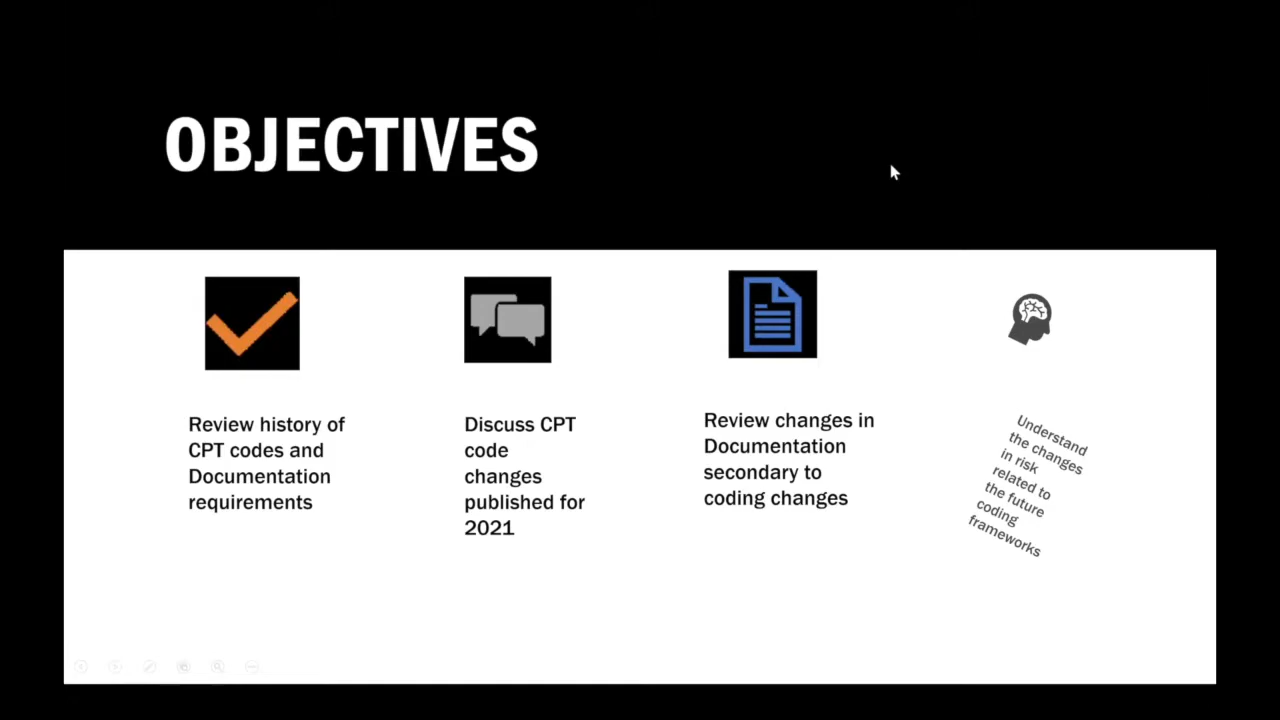 OBJECTIVES
Review history of
CPT codes and
Documentation
requirements
Discuss CPT
code
changes
published for
2021
Review changes in
Documentation
secondary to
coding changes
Understand
the changes
in risk
related to
the future
coding
frameworks